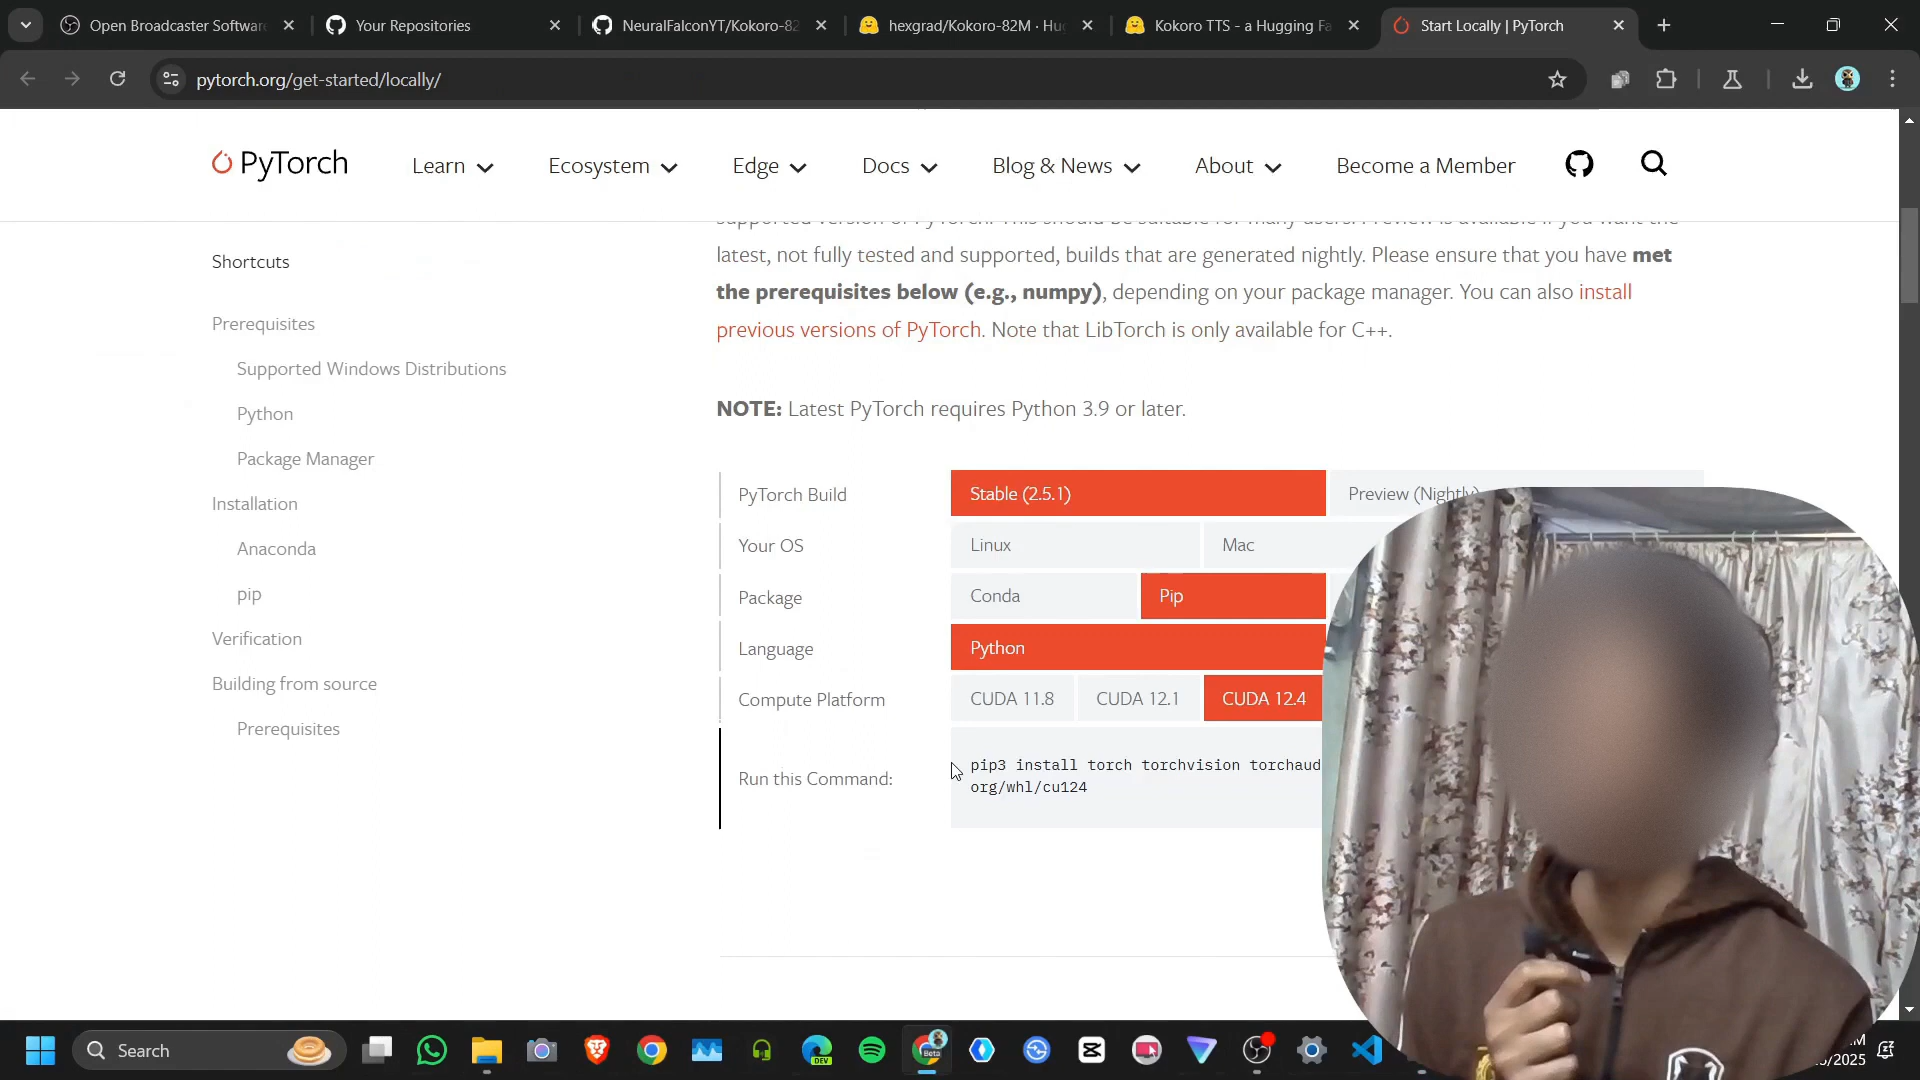 Open Broadcaster Software
Your Repositories
NeuralFalconYT/Kokoro-82
hexgrad/Kokoro-82M · Hu
Kokoro TTS - a Hugging Fa
Start Locally | PyTorch
pytorch.org/get-started/locally/
PyTorch
Learn
Ecosystem
Edge
Docs
Blog & News
About
Become a Member
latest, not fully tested and supported, builds that are generated nightly. Please ensure that you have met
the prerequisites below (e.g., numpy), depending on your package manager. You can also install
previous versions of PyTorch. Note that LibTorch is only available for C++.
NOTE: Latest PyTorch requires Python 3.9 or later.
Shortcuts
Prerequisites
Supported Windows Distributions
Python
Package Manager
Installation
Anaconda
pip
Verification
Building from source
Prerequisites
PyTorch Build
Stable (2.5.1)
Preview (Nightly)
Your OS
Linux
Mac
Package
Conda
Pip
Language
Python
Compute Platform
CUDA 11.8
CUDA 12.1
CUDA 12.4
Run this Command:
pip3 install torch torchvision torchaud
org/whl/cu124
Search
DEV
Beta
/2025